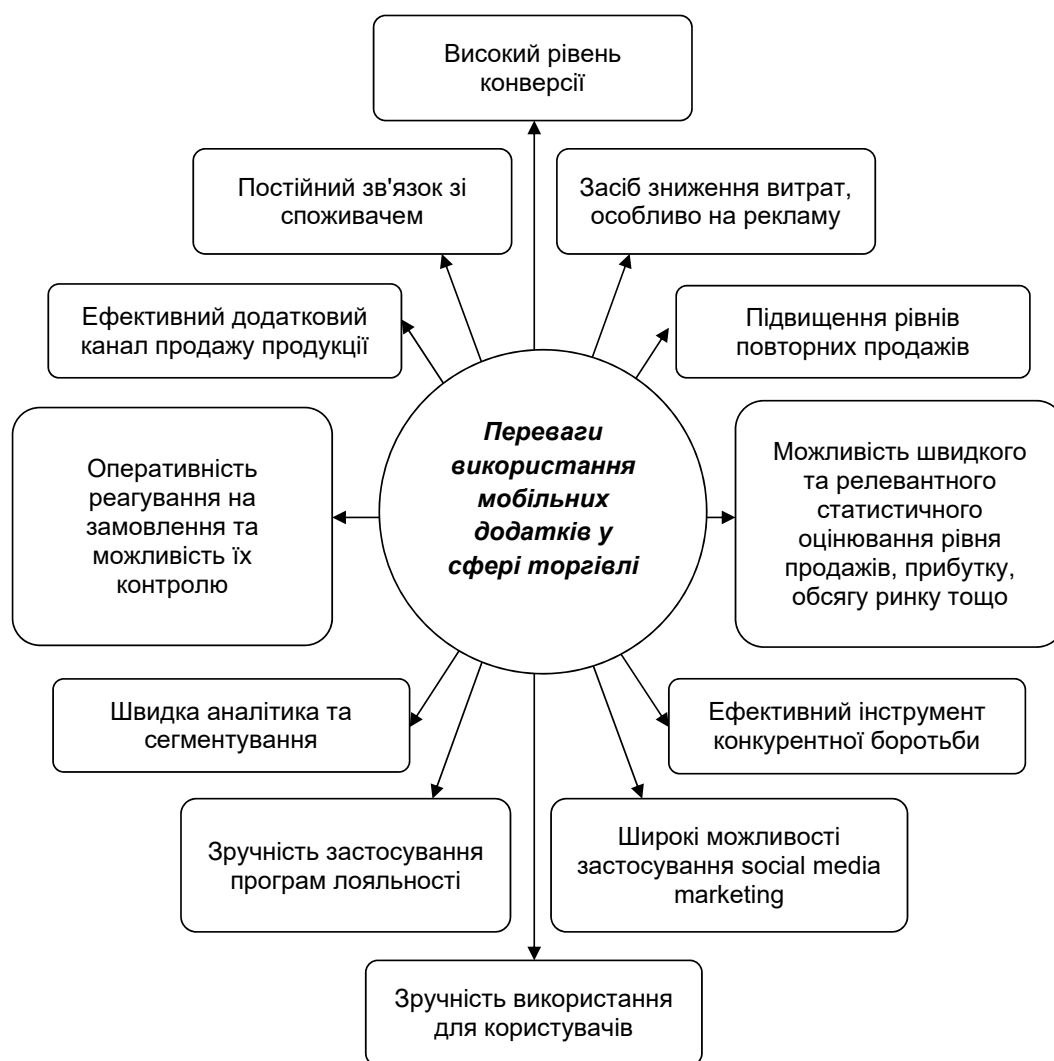 Високий рівень
конверсії
Постійний зв'язок зі
споживачем
Засіб зниження витрат,
особливо на рекламу
Ефективний додатковий
канал продажу продукції
Підвищення рівнів
повторних продажів
Оперативність
реагування на
замовлення та
можливість їх
контролю
Переваги
використання
мобільних
додатків у
сфері торгівлі
Можливість швидкого
та релевантного
статистичного
оцінювання рівня
продажів, прибутку,
обсягу ринку тощо
Швидка аналітика та
сегментування
Ефективний інструмент
конкурентної боротьби
Зручність застосування
програм лояльності
Широкі можливості
застосування social media
marketing
Зручність використання
для користувачів